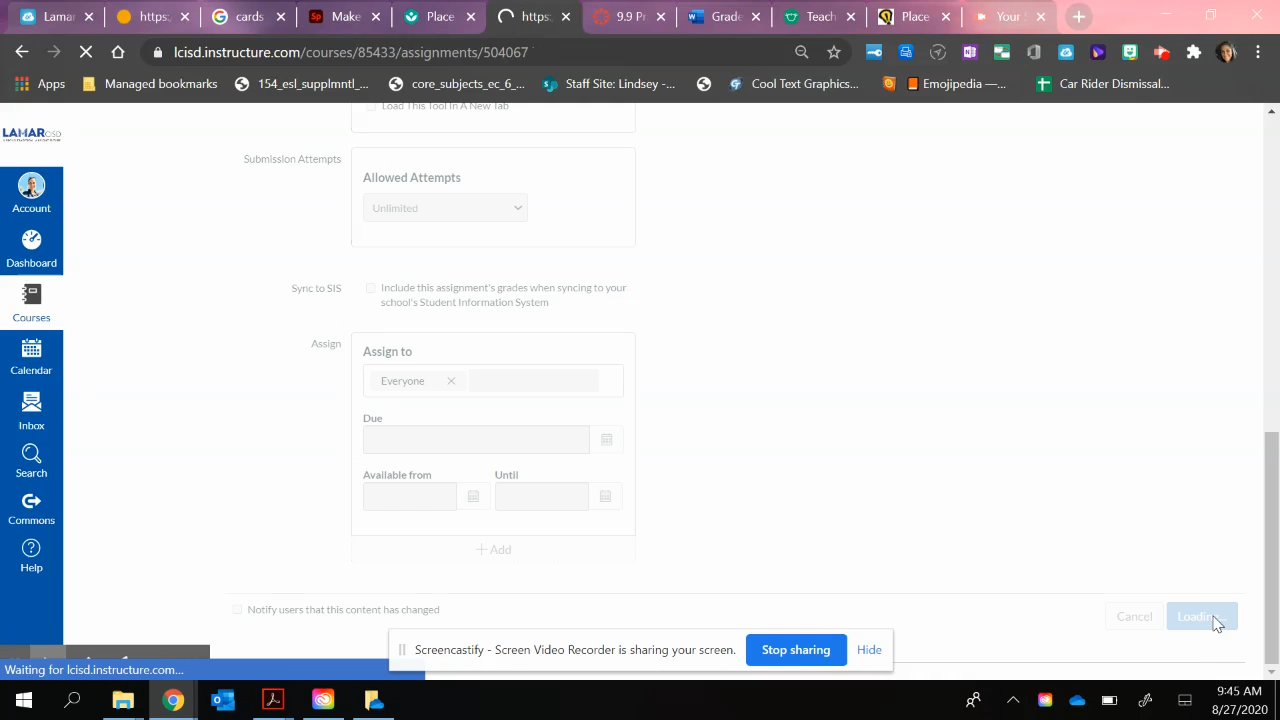 Lamar
https:
cards
Make
Place
https:
9.9 Pr
Grade
Teach
Place
Your S
lcisd.instructure.com/courses/85433/assignments/504067
Apps
Managed bookmarks
154_esl_supplmntl_...
core_subjects_ec_6_...
Staff Site: Lindsey -...
Cool Text Graphics...
Emojipedia —...
Car Rider Dismissal...
LAMAR CISD
Load This Tool In A New Tab
Submission Attempts
Allowed Attempts
Unlimited
Sync to SIS
Include this assignment's grades when syncing to your
school's Student Information System
Assign
Assign to
Everyone
Due
Available from
Until
+ Add
Notify users that this content has changed
Cancel
Loading...
Account
Dashboard
Courses
Calendar
Inbox
Search
Commons
Help
Screencastify - Screen Video Recorder is sharing your screen.
Stop sharing
Hide
Waiting for lcisd.instructure.com...
9:45 AM
8/27/2020